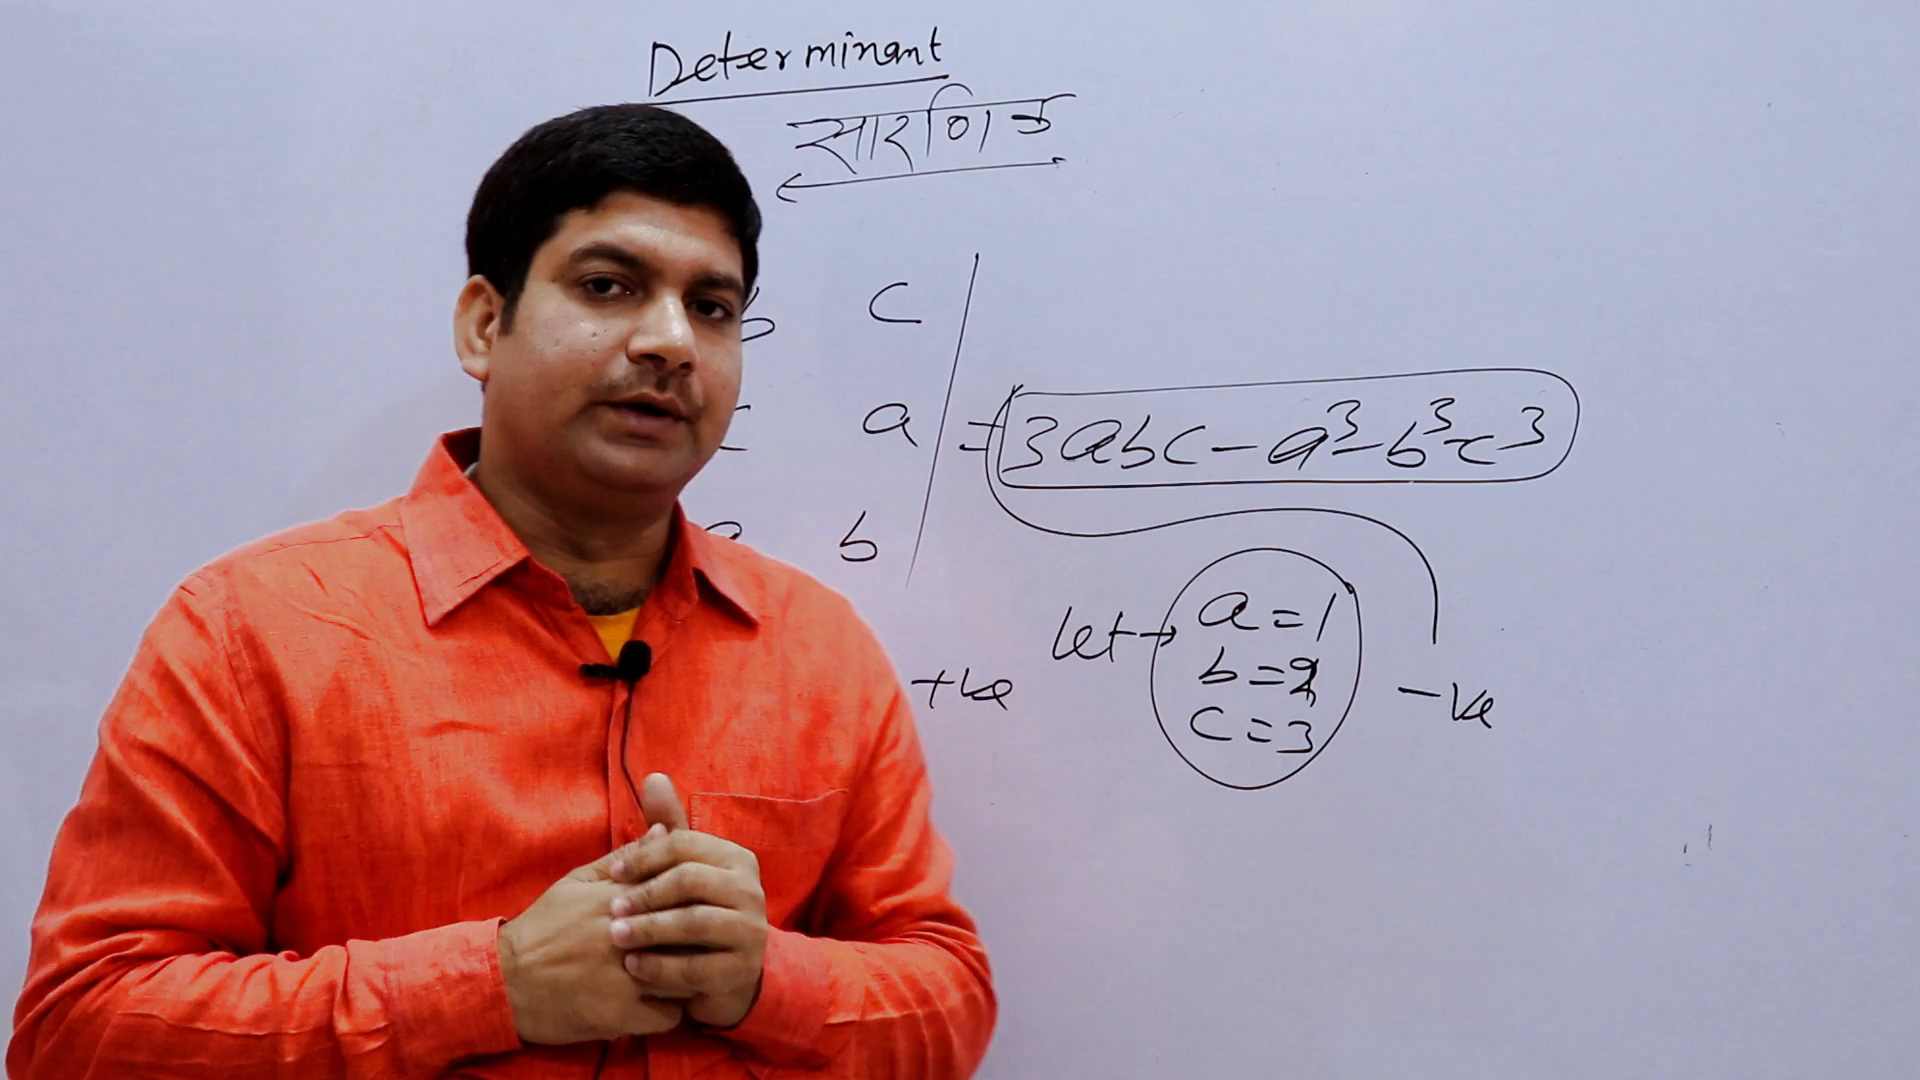 Determinant
सारणिक
b c
c a = 3abc - a³ - b³ - c³
a b
let → a = 1
b = 2
c = 3
+ve
-ve